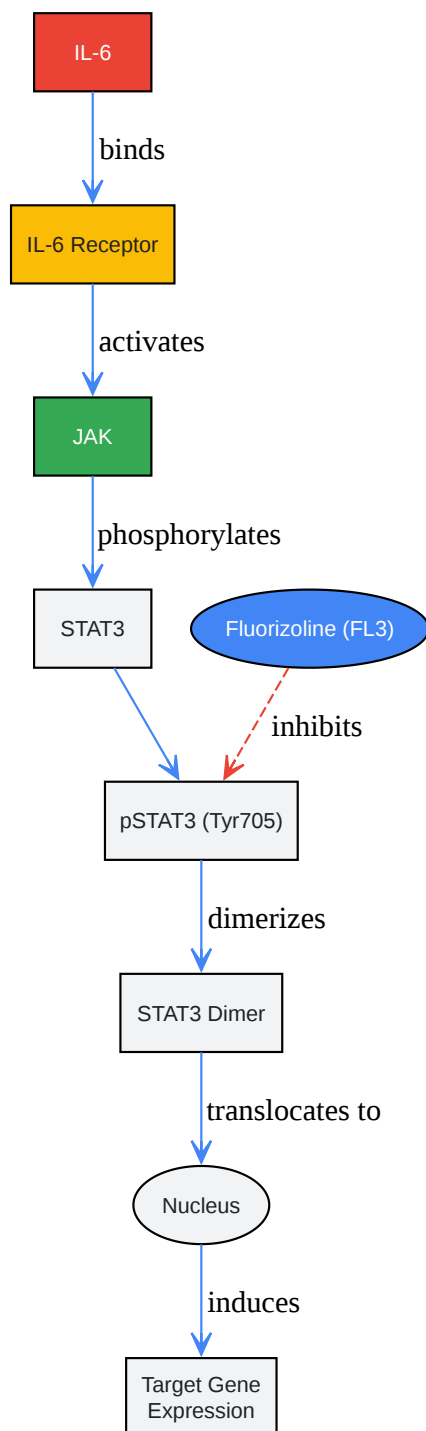 IL-6
binds
IL-6 Receptor
activates
JAK
phosphorylates
STAT3
Fluorizoline (FL3)
inhibits
pSTAT3 (Tyr705)
dimerizes
STAT3 Dimer
translocates to
Nucleus
induces
Target Gene
Expression